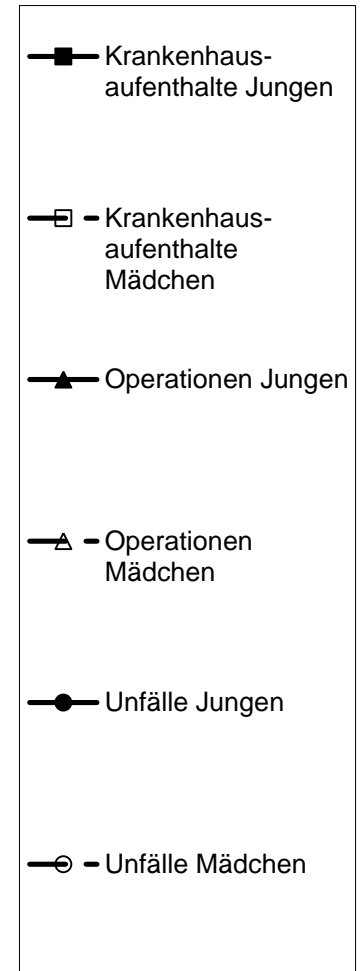 Krankenhaus-
aufenthalte Jungen
Krankenhaus-
aufenthalte
Mädchen
Operationen Jungen
Operationen
Mädchen
Unfälle Jungen
Unfälle Mädchen